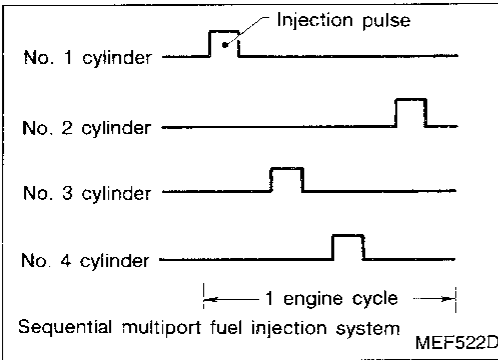 Injection pulse
No. 1 cylinder
No. 2 cylinder
No. 3 cylinder
No. 4 cylinder
1 engine cycle
Sequential multiport fuel injection system
MEF522D